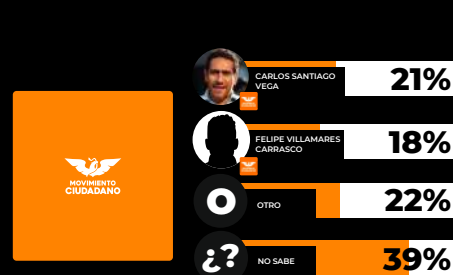 CARLOS SANTIAGO
VEGA
21%
FELIPE VILLAMARES
CARRASCO
18%
MOVIMIENTO
CIUDADANO
O
OTRO
22%
¿?
NO SABE
39%